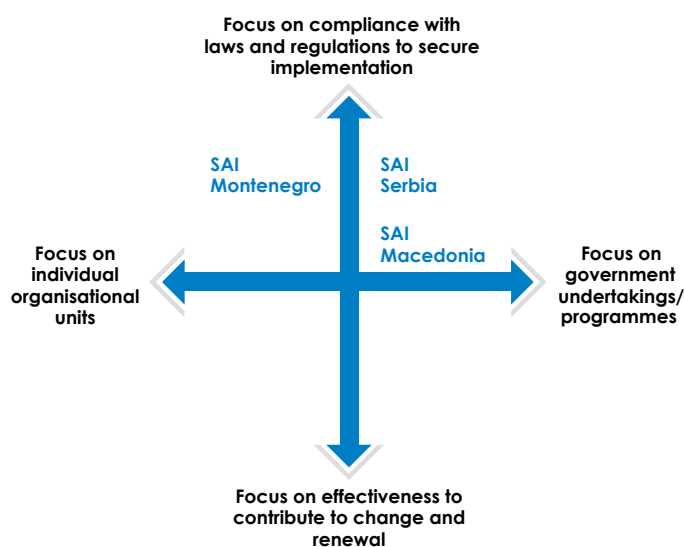 Focus on compliance with
laws and regulations to secure
implementation
SAI
Montenegro
SAI
Serbia
SAI
Macedonia
Focus on
individual
organisational
units
Focus on
government
undertakings/
programmes
Focus on effectiveness to
contribute to change and
renewal